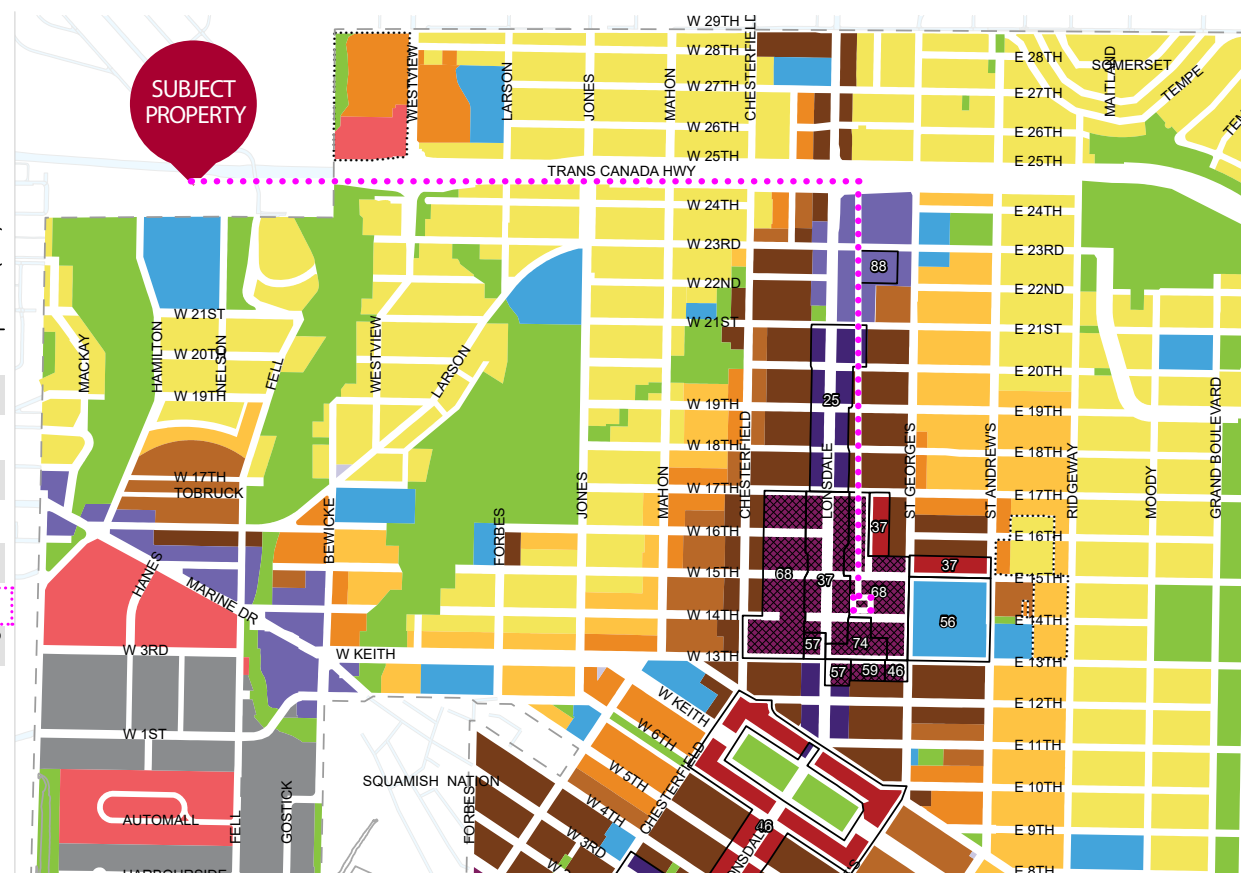 W 29TH
CHESTERFIELD
W 28TH
WESTVIEW
E 28TH
SOMERSET
MAITLAND
TEMPE
SUBJECT
PROPERTY
LARSON
JONES
MAHON
W 27TH
E 27TH
W 26TH
E 26TH
W 25TH
E 25TH
TRANS CANADA HWY
W 24TH
E 24TH
W 23RD
E 23RD
88
W 22ND
E 22ND
W 21ST
W 21ST
E 21ST
MACKAY
HAMILTON
NELSON
W 20TH
FELL
WESTVIEW
LARSON
E 20TH
W 19TH
W 19TH
25
E 19TH
GRAND BOULEVARD
CHESTERFIELD
W 18TH
LONSDALE
ST GEORGE'S
ST ANDREW'S
E 18TH
RIDGEWAY
W 17TH
TOBRUCK
JONES
MAHON
W 17TH
E 17TH
MOODY
BEWICKE
FORBES
W 16TH
37
E 16TH
HANES
MARINE DR
W 15TH
68
37
37
E 15TH
68
W 14TH
56
E 14TH
W 3RD
W KEITH
W 13TH
57
74
E 13TH
57
59
46
W KEITH
E 12TH
W 1ST
W 6TH
E 11TH
SQUAMISH NATION
W 5TH
CHESTERFIELD
E 10TH
FELL
GOSTICK
FORBES
W 4TH
AUTOMALL
46
W 3RD
E 9TH
HARBOURSIDE
E 8TH